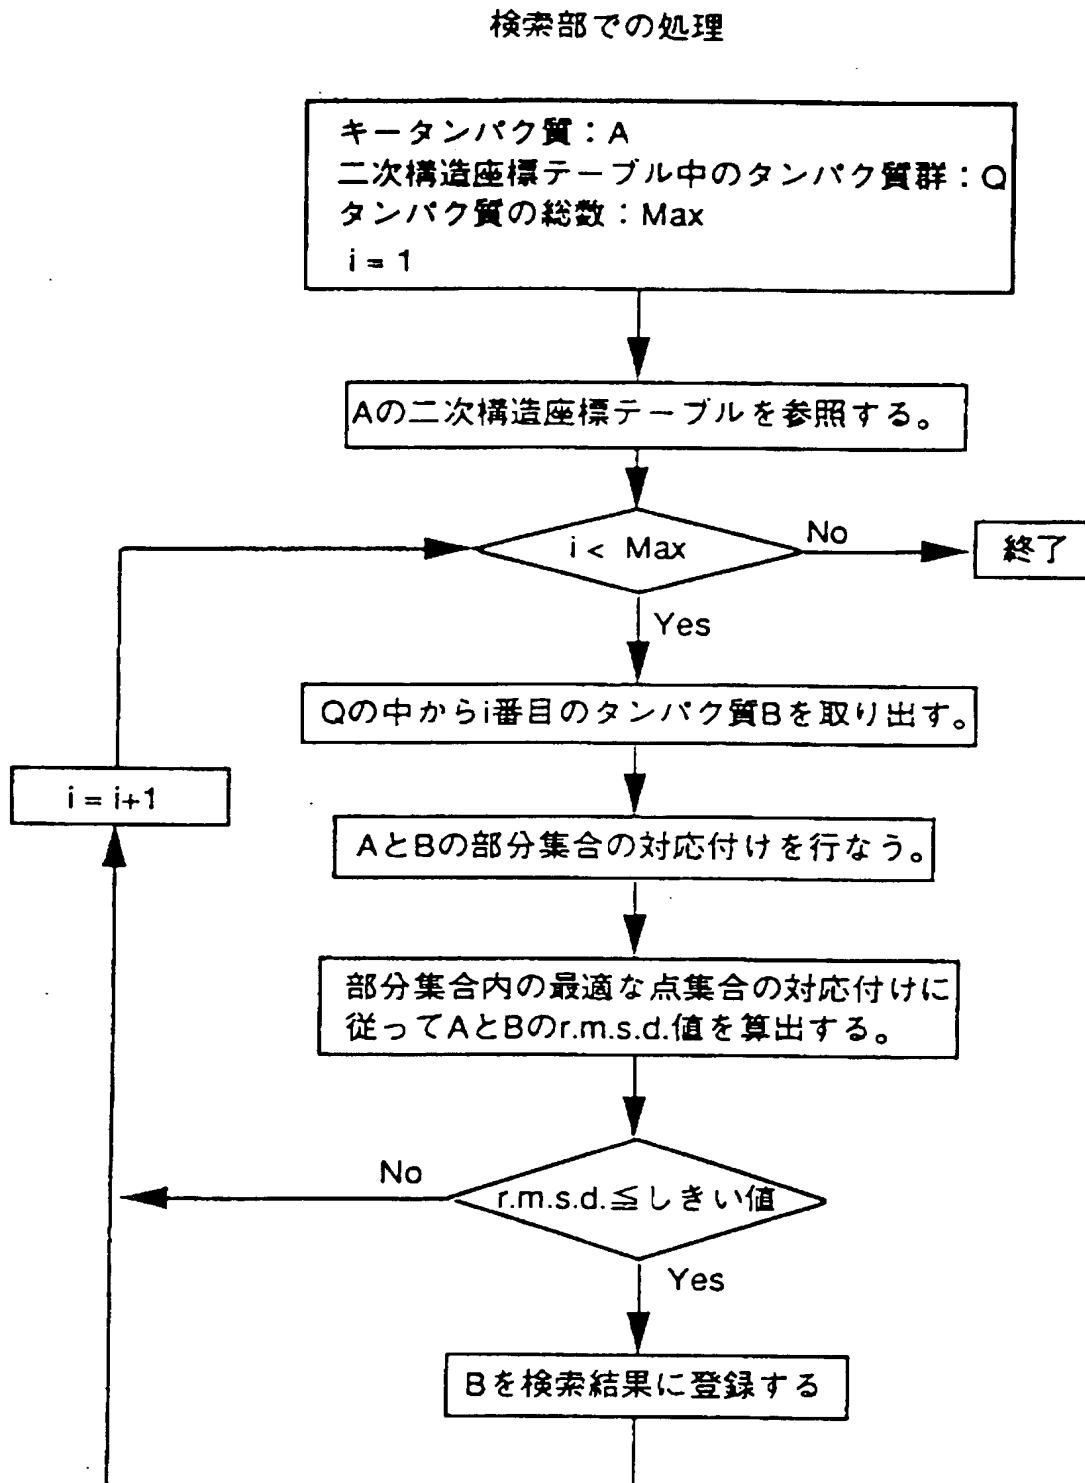 検索部での処理
キータンパク質：A
二次構造座標テーブル中のタンパク質群：Q
タンパク質の総数：Max
i = 1
Aの二次構造座標テーブルを参照する。
i < Max
No
終了
Yes
Qの中からi番目のタンパク質Bを取り出す。
i = i+1
AとBの部分集合の対応付けを行なう。
部分集合内の最適な点集合の対応付けに
従ってAとBのr.m.s.d.値を算出する。
No
r.m.s.d.≦しきい値
Yes
Bを検索結果に登録する